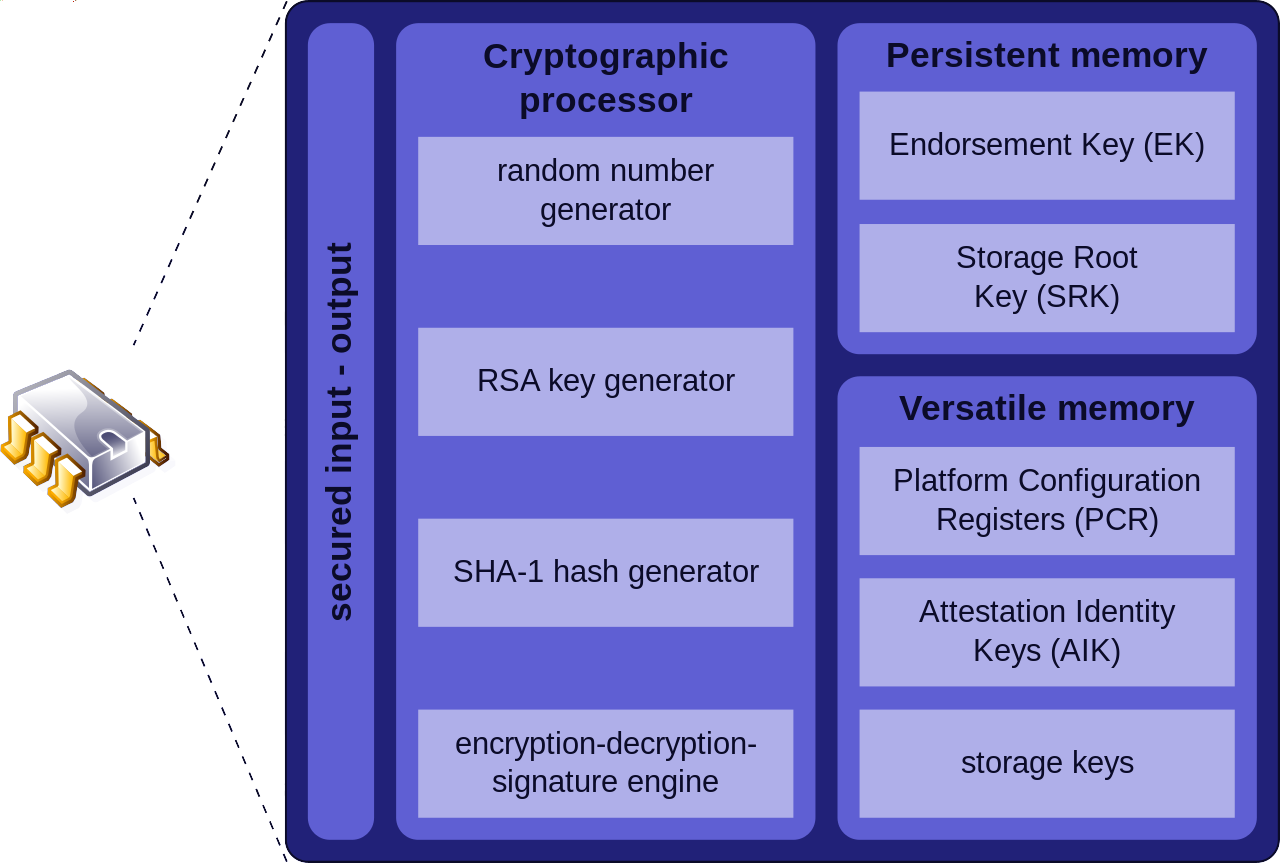 secured input - output
Cryptographic
processor
random number
generator
RSA key generator
SHA-1 hash generator
encryption-decryption-
signature engine
Persistent memory
Endorsement Key (EK)
Storage Root
Key (SRK)
Versatile memory
Platform Configuration
Registers (PCR)
Attestation Identity
Keys (AIK)
storage keys